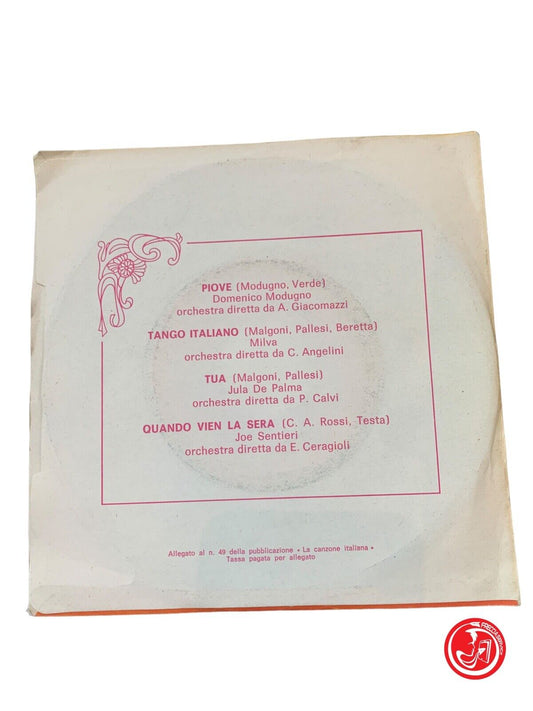 PIOVE (Modugno, Verde)
Domenico Modugno
orchestra diretta da A. Giacomazzi
TANGO ITALIANO (Malgoni, Pallesi, Beretta)
Milva
orchestra diretta da C. Angelini
TUA (Malgoni, Pallesi)
Jula De Palma
orchestra diretta da P. Calvi
QUANDO VIEN LA SERA (C. A. Rossi, Testa)
Joe Sentieri
orchestra diretta da E. Ceragioli
Allegato al n. 49 della pubblicazione « La canzone italiana »
Tassa pagata per allegato